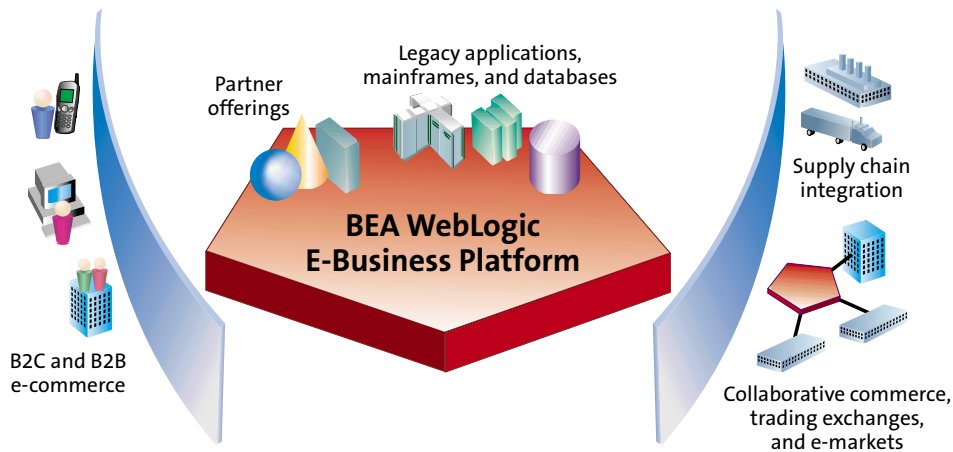 Partner
offerings
Legacy applications,
mainframes, and databases
BEA WebLogic
E-Business Platform
B2C and B2B
e-commerce
Supply chain
integration
Collaborative commerce,
trading exchanges,
and e-markets